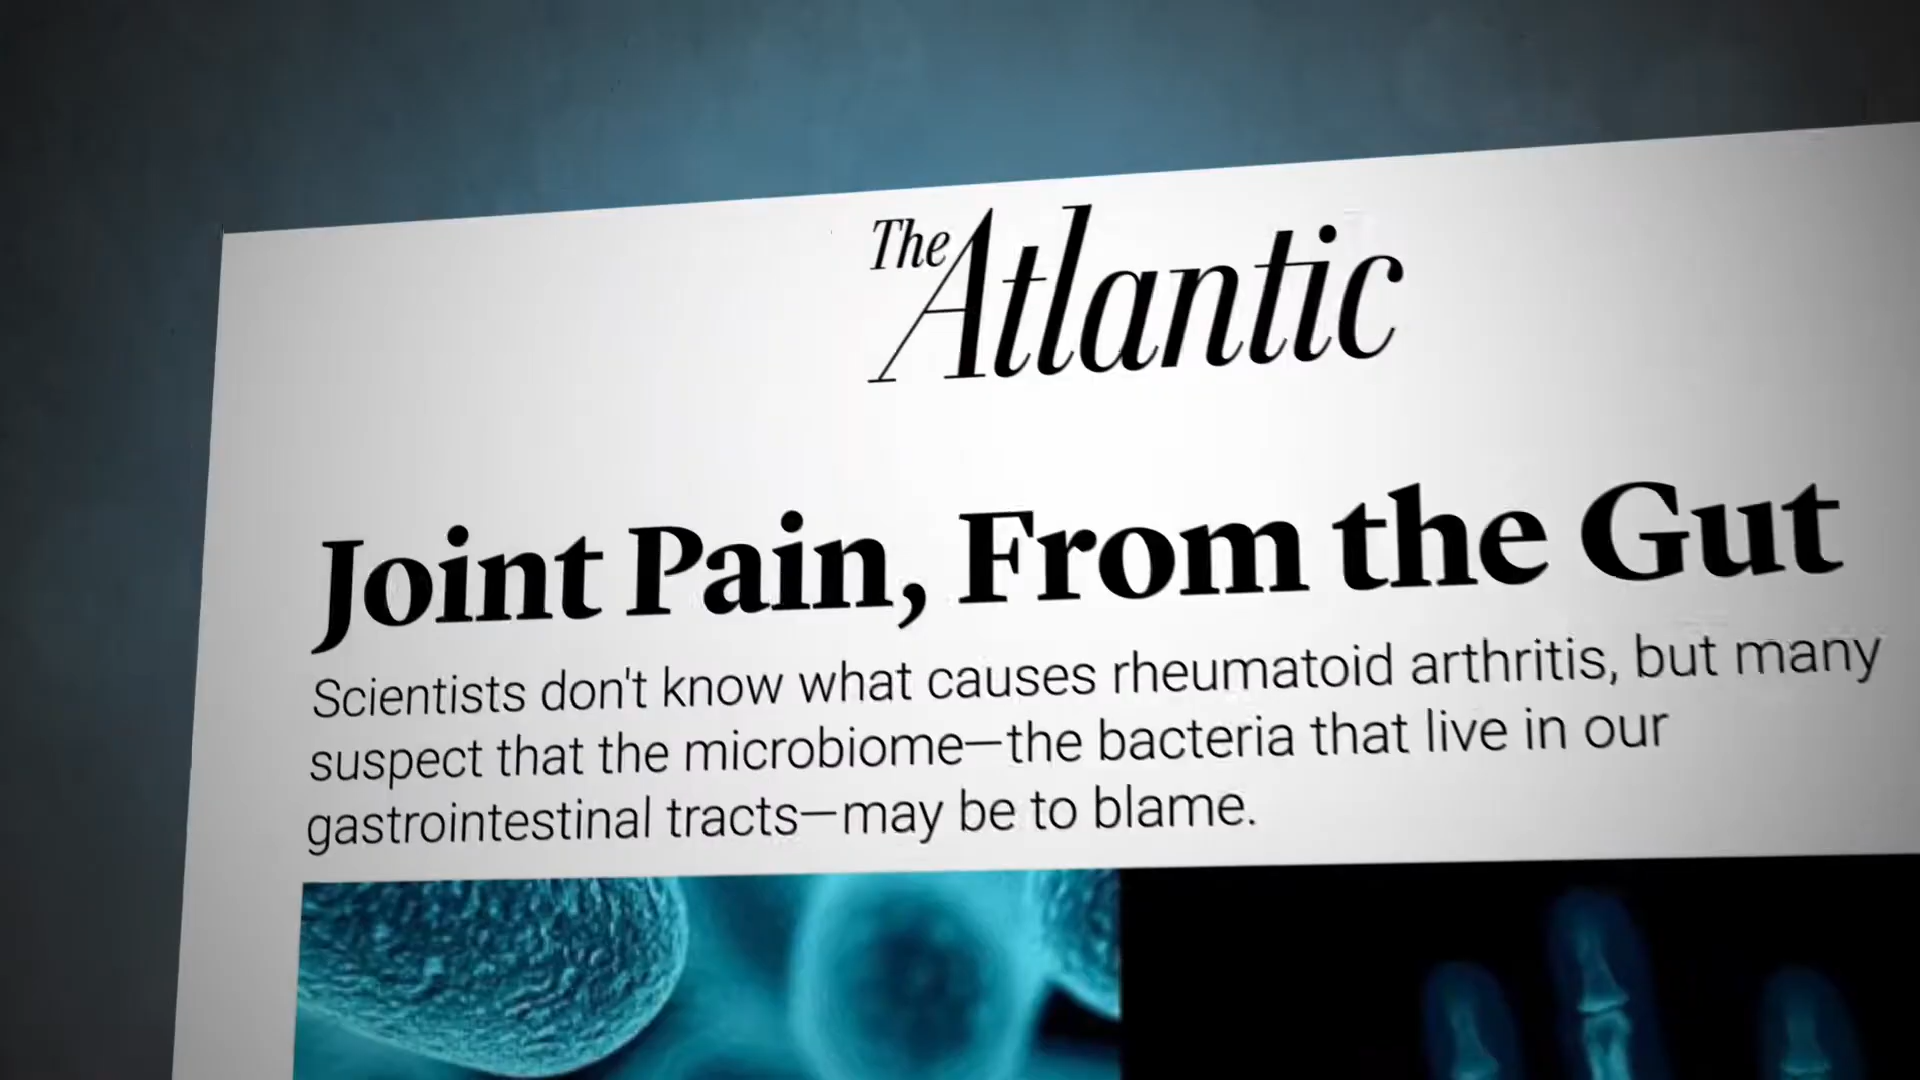 The Atlantic
Joint Pain, From the Gut
Scientists don't know what causes rheumatoid arthritis, but many
suspect that the microbiome—the bacteria that live in our
gastrointestinal tracts—may be to blame.